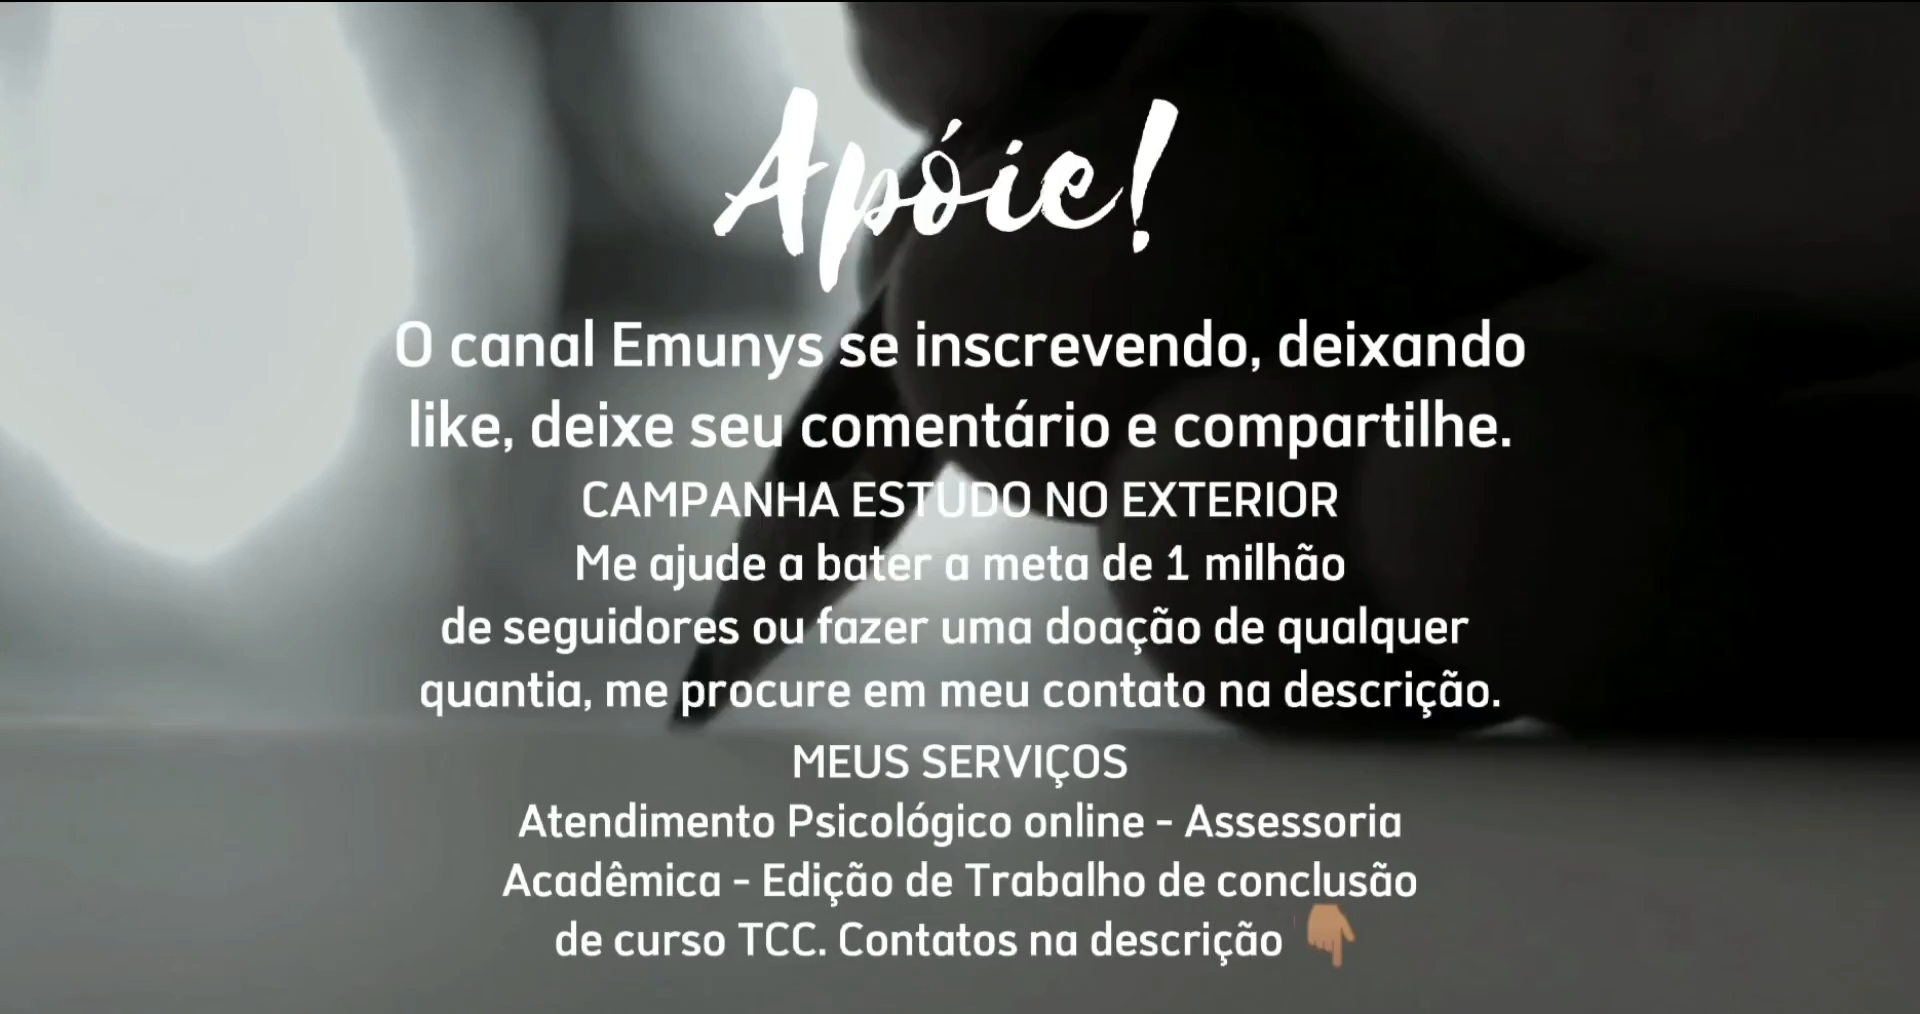 Apóie!
O canal Emunys se inscrevendo, deixando
like, deixe seu comentário e compartilhe.
CAMPANHA ESTUDO NO EXTERIOR
Me ajude a bater a meta de 1 milhão
de seguidores ou fazer uma doação de qualquer
quantia, me procure em meu contato na descrição.
MEUS SERVIÇOS
Atendimento Psicológico online - Assessoria
Acadêmica - Edição de Trabalho de conclusão
de curso TCC. Contatos na descrição 👇🏽